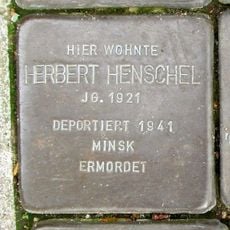 HIER WOHNTE
HERBERT HENSCHEL
JG. 1921
DEPORTIERT 1941
MINSK
ERMORDET